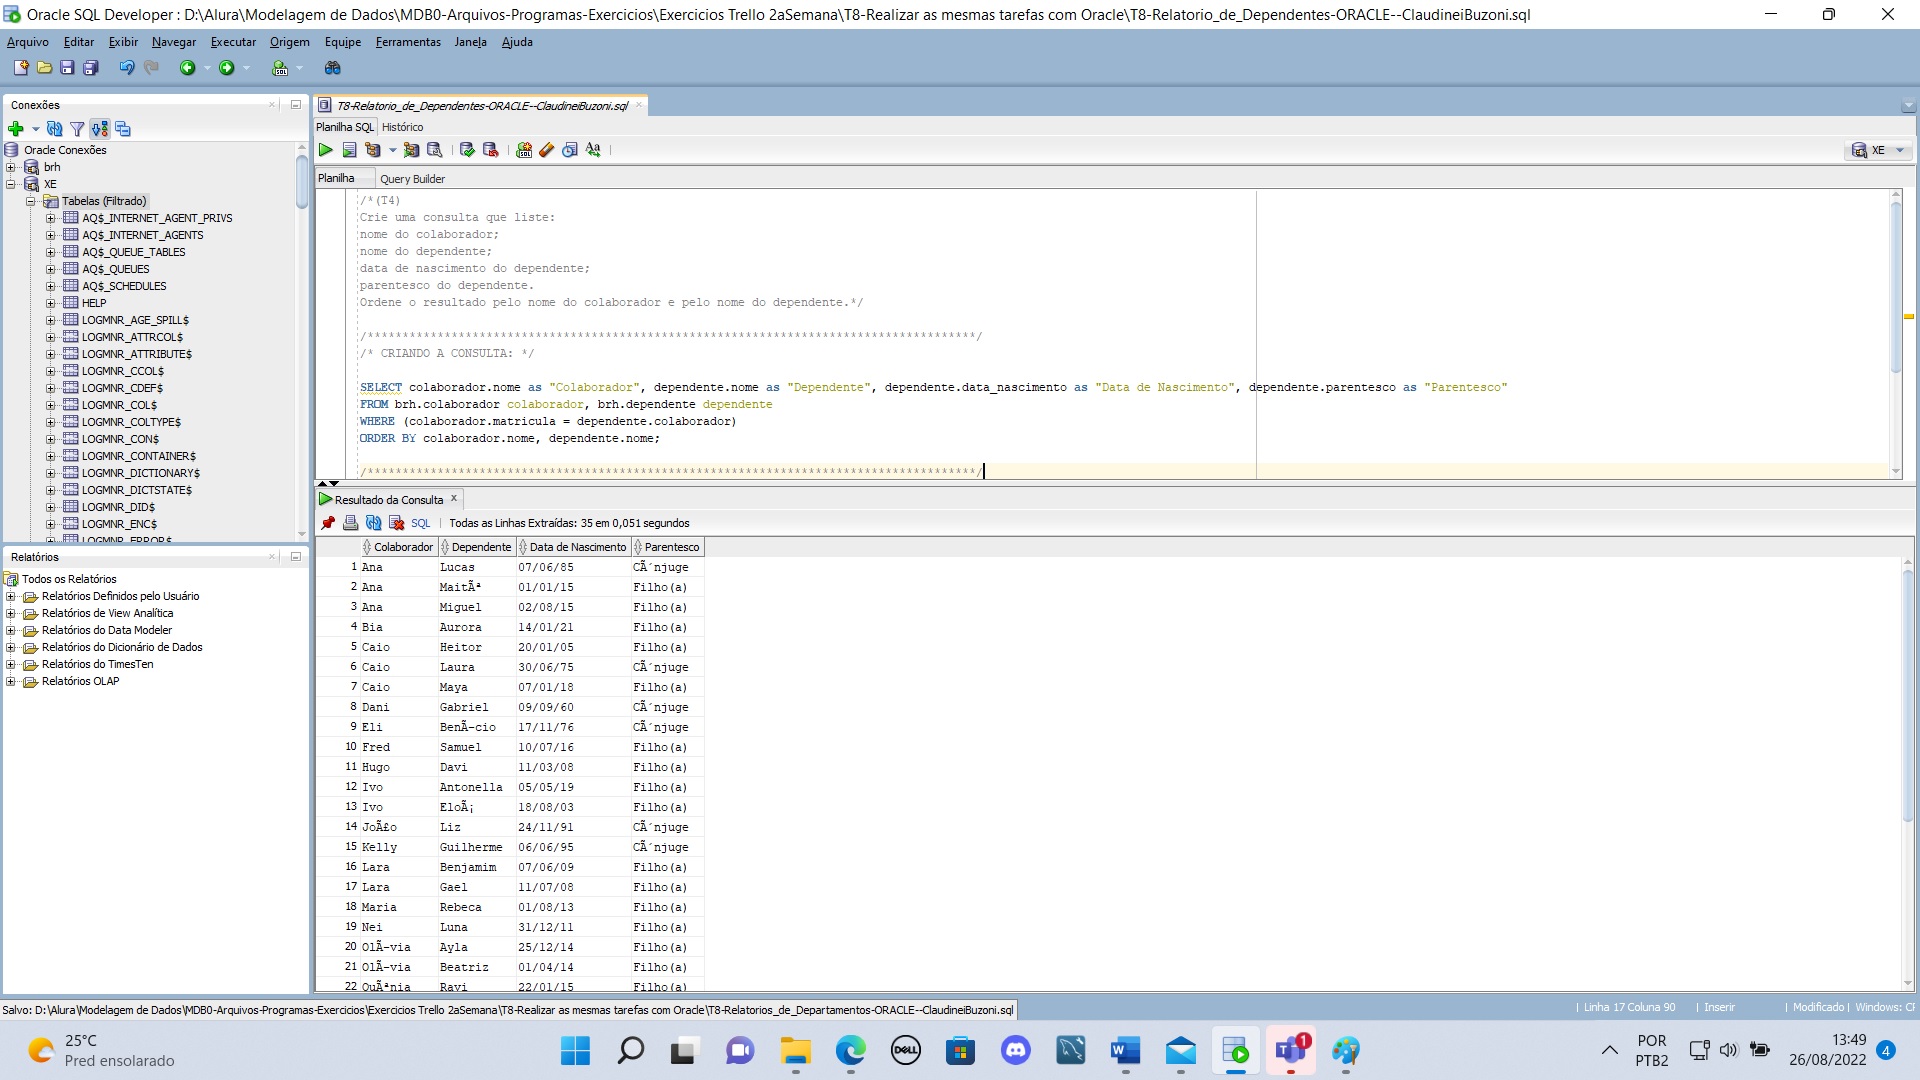 Oracle SQL Developer : D:\Alura\Modelagem de Dados\MDB0-Arquivos-Programas-Exercicios\Exercicios Trello 2aSemana\T8-Realizar as mesmas tarefas com Oracle\T8-Relatorio_de_Dependentes-ORACLE--ClaudineiBuzoni.sql
Arquivo Editar Exibir Navegar Executar Origem Equipe Ferramentas Janela Ajuda
Conexões
T8-Relatorio_de_Dependentes-ORACLE--ClaudineiBuzoni.sql
Planilha SQL Histórico
XE
Planilha Query Builder
Oracle Conexões
brh
XE
Tabelas (Filtrado)
AQ$_INTERNET_AGENT_PRIVS
AQ$_INTERNET_AGENTS
AQ$_QUEUE_TABLES
AQ$_QUEUES
AQ$_SCHEDULES
HELP
LOGMNR_AGE_SPILL$
LOGMNR_ATTRCOL$
LOGMNR_ATTRIBUTE$
LOGMNR_CCOL$
LOGMNR_CDEF$
LOGMNR_COL$
LOGMNR_COLTYPE$
LOGMNR_CON$
LOGMNR_CONTAINER$
LOGMNR_DICTIONARY$
LOGMNR_DICTSTATE$
LOGMNR_DID$
LOGMNR_ENC$
LOGMNR_ERROR$
/*(T4)
Crie uma consulta que liste:
nome do colaborador;
nome do dependente;
data de nascimento do dependente;
parentesco do dependente.
Ordene o resultado pelo nome do colaborador e pelo nome do dependente.*/
/***************************************************************************************/
/* CRIANDO A CONSULTA: */
SELECT colaborador.nome as "Colaborador", dependente.nome as "Dependente", dependente.data_nascimento as "Data de Nascimento", dependente.parentesco as "Parentesco"
FROM brh.colaborador colaborador, brh.dependente dependente
WHERE (colaborador.matricula = dependente.colaborador)
ORDER BY colaborador.nome, dependente.nome;
/***************************************************************************************/
Relatórios
Todos os Relatórios
Relatórios Definidos pelo Usuário
Relatórios de View Analítica
Relatórios do Data Modeler
Relatórios do Dicionário de Dados
Relatórios do TimesTen
Relatórios OLAP
Resultado da Consulta
SQL | Todas as Linhas Extraídas: 35 em 0,051 segundos
Colaborador Dependente Data de Nascimento Parentesco
1 Ana Lucas 07/06/85 CÃ´njuge
2 Ana MaitÃª 01/01/15 Filho(a)
3 Ana Miguel 02/08/15 Filho(a)
4 Bia Aurora 14/01/21 Filho(a)
5 Caio Heitor 20/01/05 Filho(a)
6 Caio Laura 30/06/75 CÃ´njuge
7 Caio Maya 07/01/18 Filho(a)
8 Dani Gabriel 09/09/60 CÃ´njuge
9 Eli BenÃ-cio 17/11/76 CÃ´njuge
10 Fred Samuel 10/07/16 Filho(a)
11 Hugo Davi 11/03/08 Filho(a)
12 Ivo Antonella 05/05/19 Filho(a)
13 Ivo EloÃ¡ 18/08/03 Filho(a)
14 JoÃ£o Liz 24/11/91 CÃ´njuge
15 Kelly Guilherme 06/06/95 CÃ´njuge
16 Lara Benjamim 07/06/09 Filho(a)
17 Lara Gael 11/07/08 Filho(a)
18 Maria Rebeca 01/08/13 Filho(a)
19 Nei Luna 31/12/11 Filho(a)
20 OlÃ-via Ayla 25/12/14 Filho(a)
21 OlÃ-via Beatriz 01/04/14 Filho(a)
22 QuÃªnia Ravi 22/01/15 Filho(a)
Salvo: D:\Alura\Modelagem de Dados\MDB0-Arquivos-Programas-Exercicios\Exercicios Trello 2aSemana\T8-Realizar as mesmas tarefas com Oracle\T8-Relatorios_de_Departamentos-ORACLE--ClaudineiBuzoni.sql
| Linha 17 Coluna 90 | Inserir | Modificado | Windows: CF
25°C
Pred ensolarado
DELL
W
1
POR
PTB2
13:49
26/08/2022
4